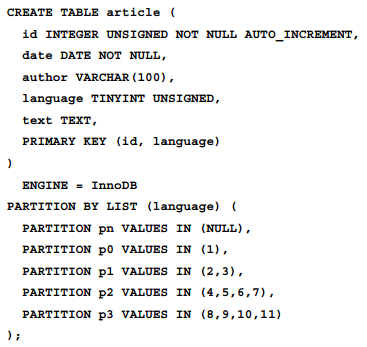 CREATE TABLE article (
  id INTEGER UNSIGNED NOT NULL AUTO_INCREMENT,
  date DATE NOT NULL,
  author VARCHAR(100),
  language TINYINT UNSIGNED,
  text TEXT,
  PRIMARY KEY (id, language)
)
  ENGINE = InnoDB
PARTITION BY LIST (language) (
  PARTITION pn VALUES IN (NULL),
  PARTITION p0 VALUES IN (1),
  PARTITION p1 VALUES IN (2,3),
  PARTITION p2 VALUES IN (4,5,6,7),
  PARTITION p3 VALUES IN (8,9,10,11)
);